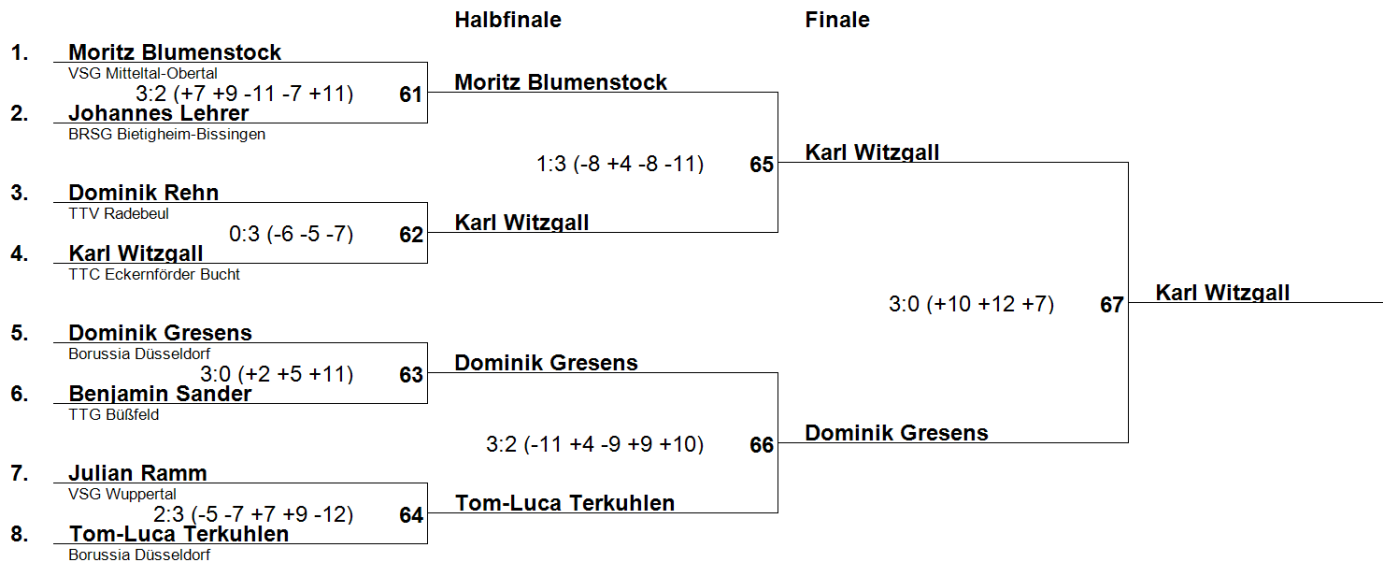 Halbfinale Finale
1. Moritz Blumenstock
VSG Mitteltal-Obertal
Moritz Blumenstock
3:2 (+7 +9 -11 -7 +11) 61
2. Johannes Lehrer
BRSG Bietigheim-Bissingen
Karl Witzgall
1:3 (-8 +4 -8 -11) 65
3. Dominik Rehn
TTV Radebeul
Karl Witzgall
0:3 (-6 -5 -7) 62
4. Karl Witzgall
TTC Eckernförder Bucht
Karl Witzgall
3:0 (+10 +12 +7) 67
5. Dominik Gresens
Borussia Düsseldorf
Dominik Gresens
3:0 (+2 +5 +11) 63
6. Benjamin Sander
TTG Büßfeld
Dominik Gresens
3:2 (-11 +4 -9 +9 +10) 66
7. Julian Ramm
VSG Wuppertal
Tom-Luca Terkuhlen
2:3 (-5 -7 +7 +9 -12) 64
8. Tom-Luca Terkuhlen
Borussia Düsseldorf